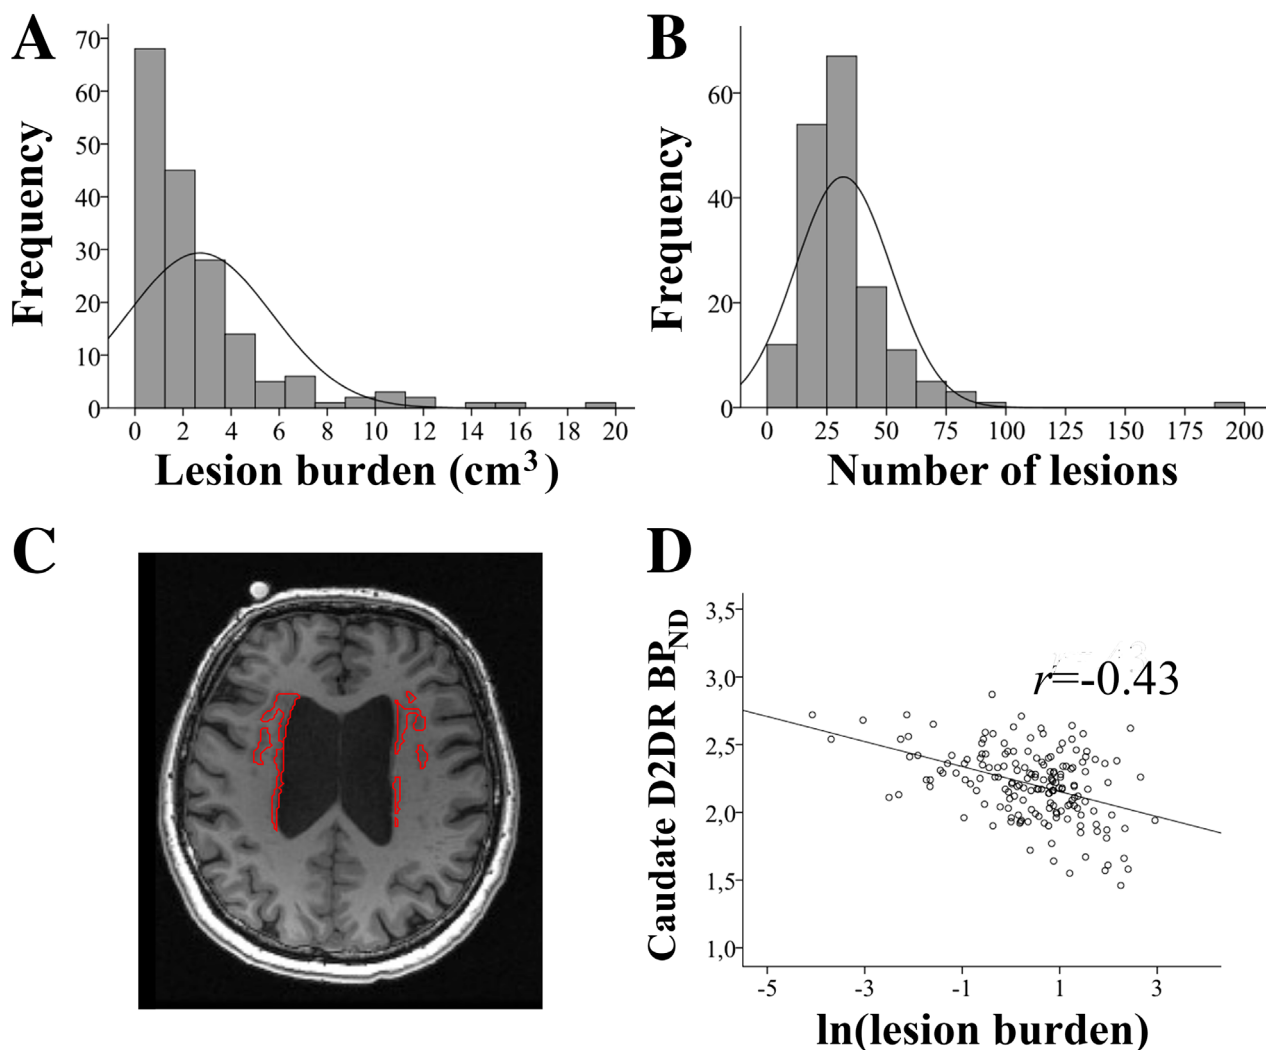 A
Frequency
70
60
50
40
30
20
10
0
0 2 4 6 8 10 12 14 16 18 20
Lesion burden (cm³)
B
Frequency
60
40
20
0
0 25 50 75 100 125 150 175 200
Number of lesions
C
D
Caudate D2DR BP_ND
3,5
3,0
2,5
2,0
1,5
1,0
r=-0.43
-5 -3 -1 1 3
ln(lesion burden)